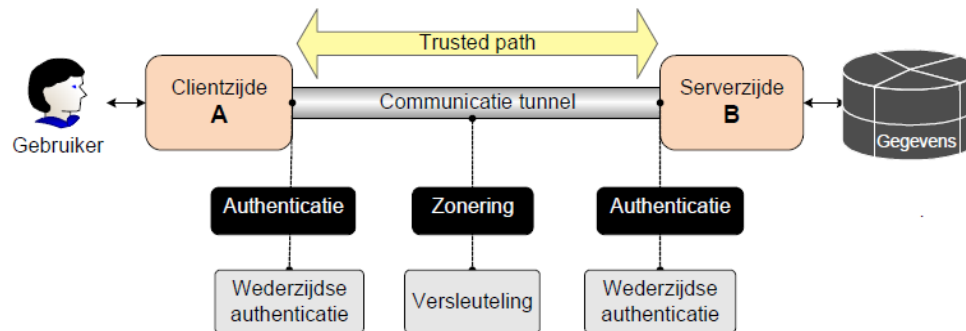 Trusted path
Clientzijde
A
Communicatie tunnel
Serverzijde
B
Gebruiker
Gegevens
Authenticatie
Zonering
Authenticatie
Wederzijdse
authenticatie
Versleuteling
Wederzijdse
authenticatie